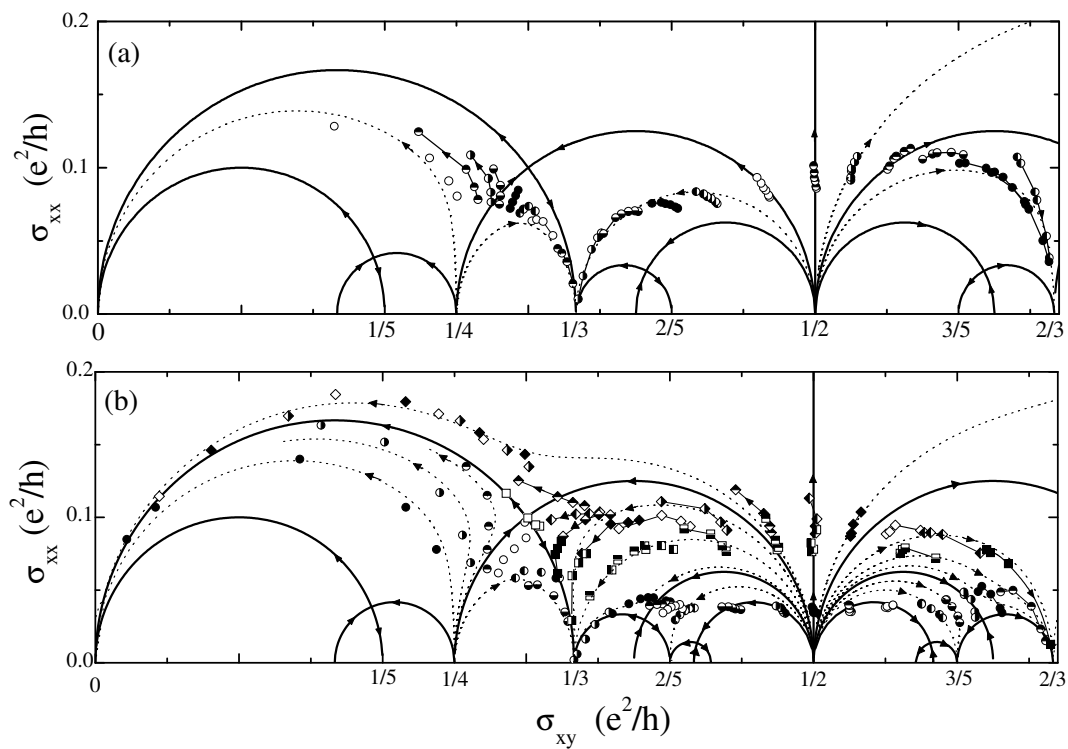 (a)
0.2
0.1
0.0
σxx (e²/h)
0 1/5 1/4 1/3 2/5 1/2 3/5 2/3
(b)
0.2
0.1
0.0
σxx (e²/h)
0 1/5 1/4 1/3 2/5 1/2 3/5 2/3
σxy (e²/h)